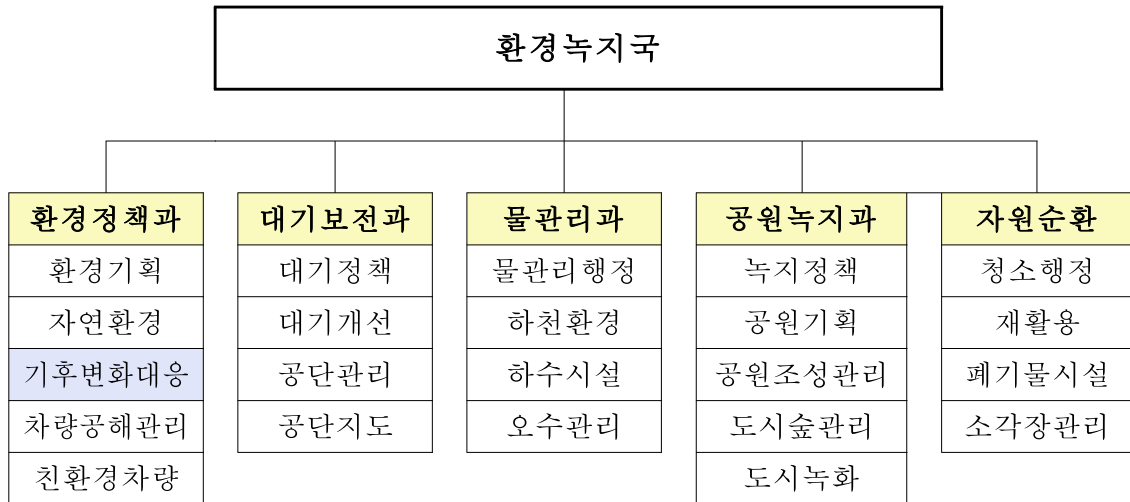 환경녹지국
환경정책과
환경기획
자연환경
기후변화대응
차량공해관리
친환경차량
대기보전과
대기정책
대기개선
공단관리
공단지도
물관리과
물관리행정
하천환경
하수시설
오수관리
공원녹지과
녹지정책
공원기획
공원조성관리
도시숲관리
도시녹화
자원순환
청소행정
재활용
폐기물시설
소각장관리